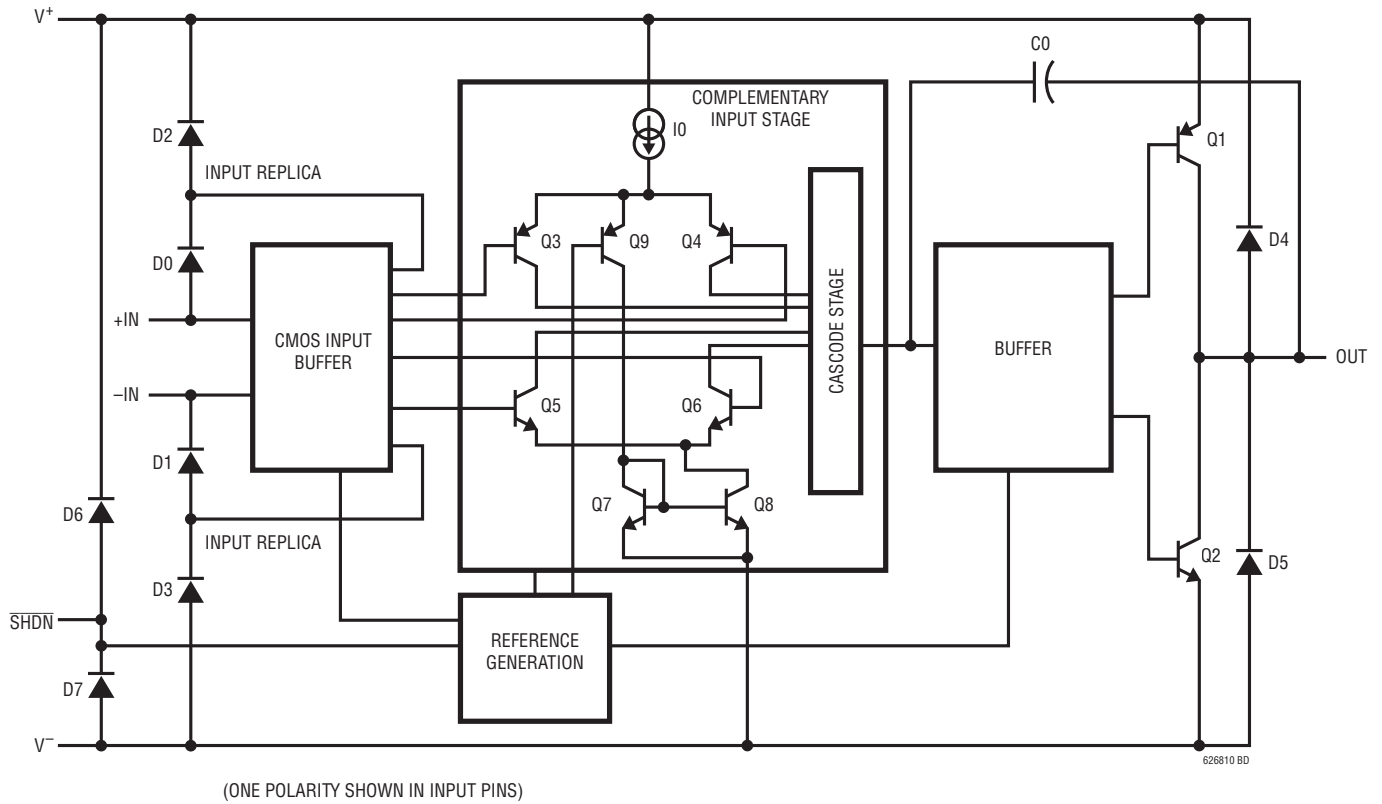 V+
C0
COMPLEMENTARY
INPUT STAGE
D2
I0
Q1
INPUT REPLICA
D0
Q3
Q9
Q4
D4
+IN
CMOS INPUT
BUFFER
CASCODE STAGE
BUFFER
OUT
–IN
Q5
Q6
D1
D6
Q7
Q8
INPUT REPLICA
Q2
D5
D3
SHDN
REFERENCE
GENERATION
D7
V–
626810 BD
(ONE POLARITY SHOWN IN INPUT PINS)